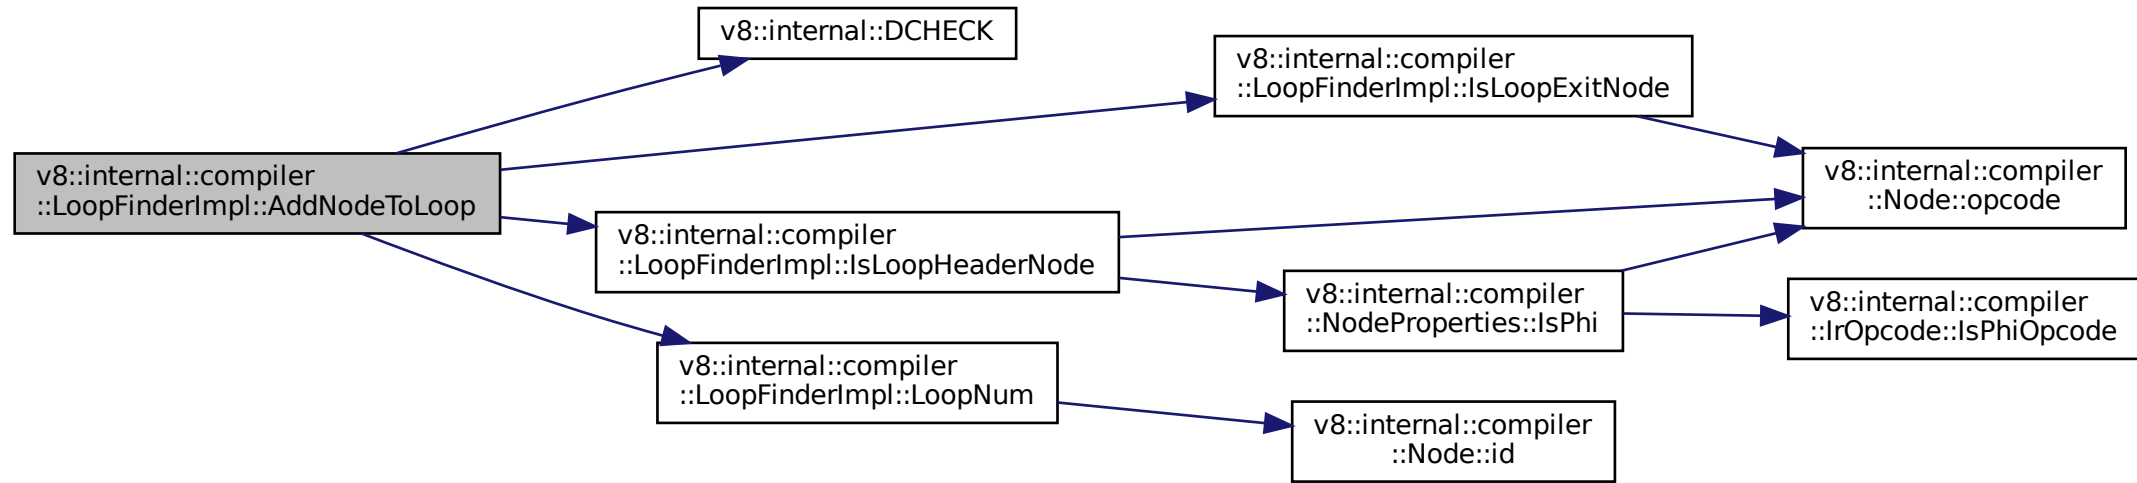 v8::internal::compiler
::LoopFinderImpl::AddNodeToLoop
v8::internal::DCHECK
v8::internal::compiler
::LoopFinderImpl::IsLoopExitNode
v8::internal::compiler
::LoopFinderImpl::IsLoopHeaderNode
v8::internal::compiler
::LoopFinderImpl::LoopNum
v8::internal::compiler
::Node::opcode
v8::internal::compiler
::NodeProperties::IsPhi
v8::internal::compiler
::IrOpcode::IsPhiOpcode
v8::internal::compiler
::Node::id